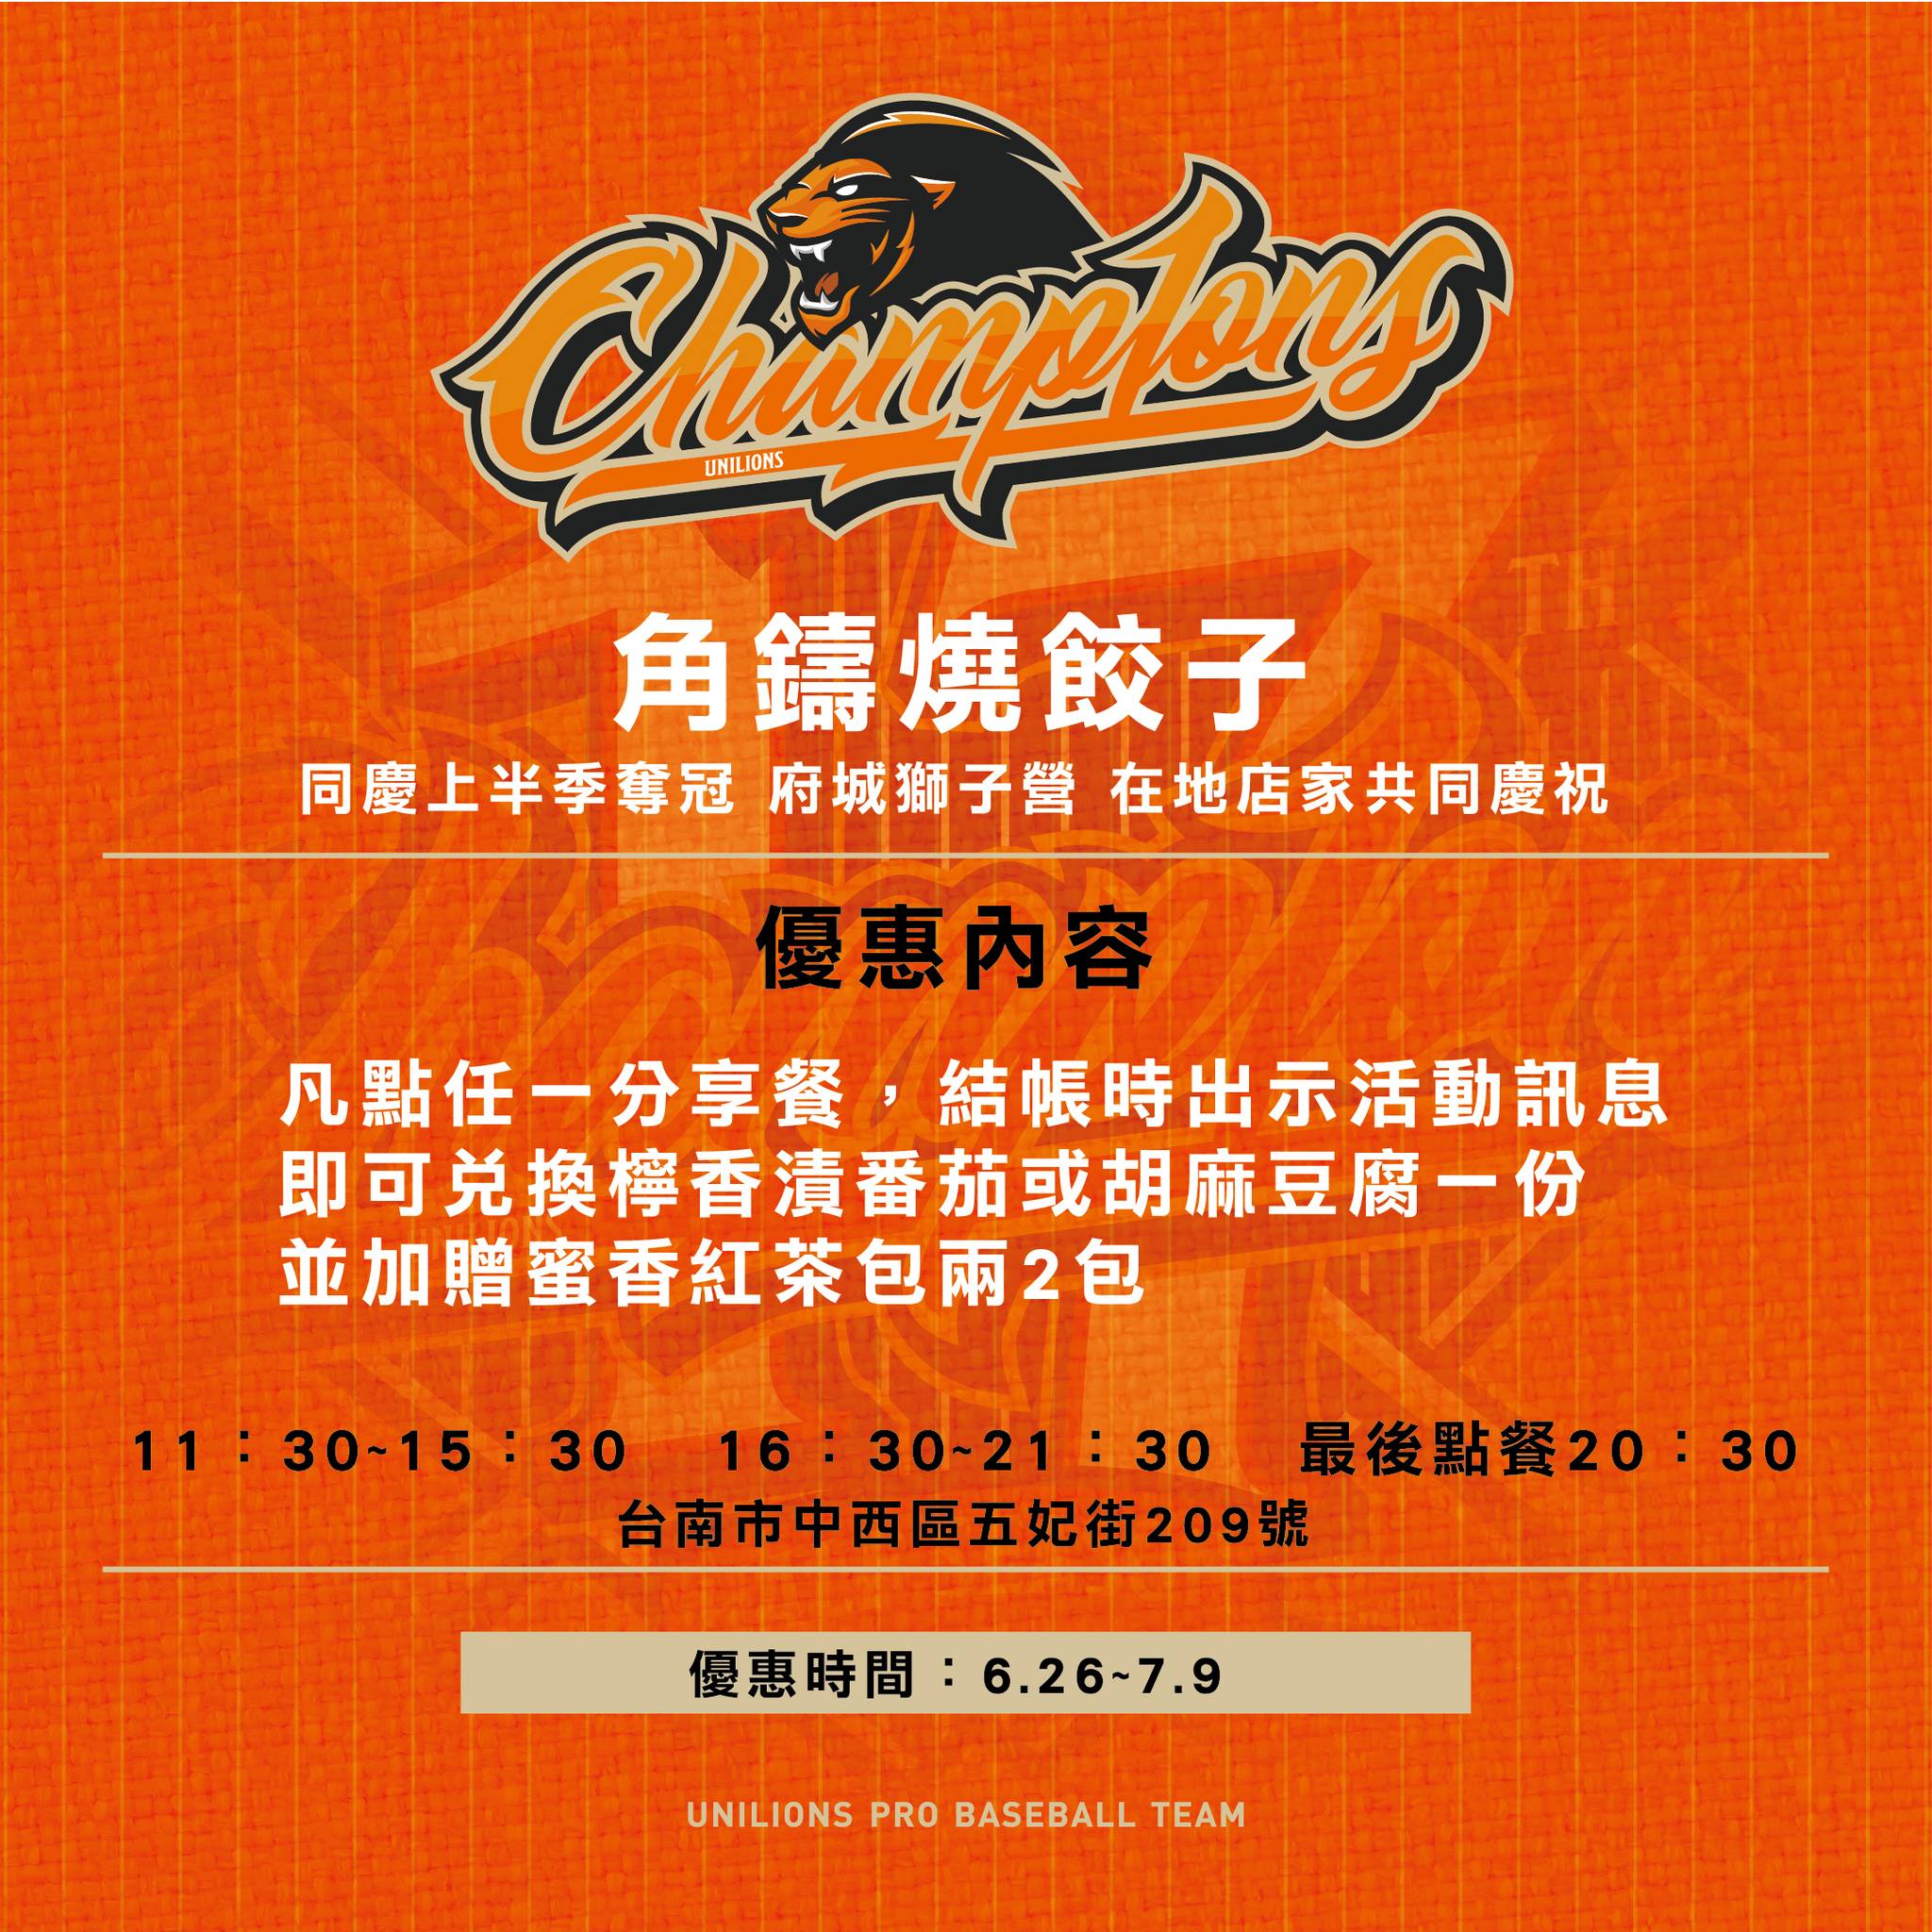 Champ1ons
UNILIONS
TH
角鑄燒餃子
同慶上半季奪冠 府城獅子營 在地店家共同慶祝
優惠內容
凡點任一分享餐，結帳時出示活動訊息
即可兌換檸香漬番茄或胡麻豆腐一份
並加贈蜜香紅茶包兩2包
11：30~15：30 16：30~21：30 最後點餐20：30
台南市中西區五妃街209號
優惠時間：6.26~7.9
UNILIONS PRO BASEBALL TEAM